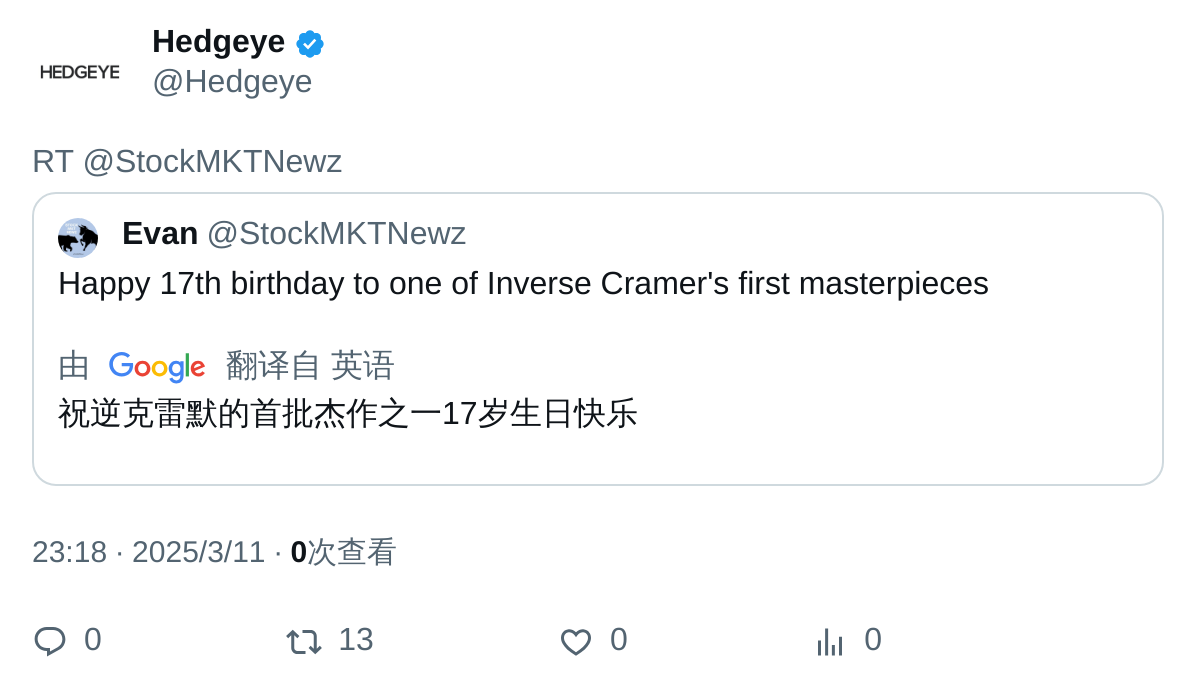 Hedgeye
HEDGEYE
@Hedgeye
RT @StockMKTNewz
Evan @StockMKTNewz
Happy 17th birthday to one of Inverse Cramer's first masterpieces
由 Google 翻译自 英语
祝逆克雷默的首批杰作之一17岁生日快乐
23:18 · 2025/3/11 · 0次查看
0 13 0 0